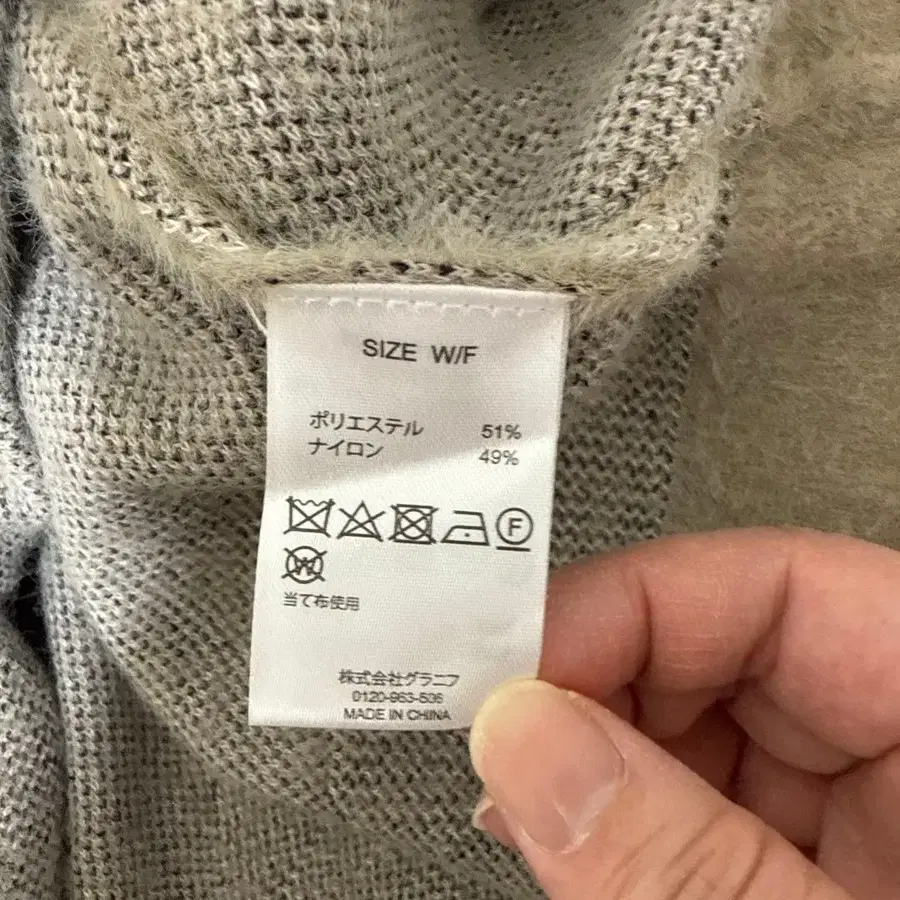 SIZE W/F
ポリエステル 51%
ナイロン 49%
F
W
当て布使用
株式会社グラニフ
0120-963-506
MADE IN CHINA